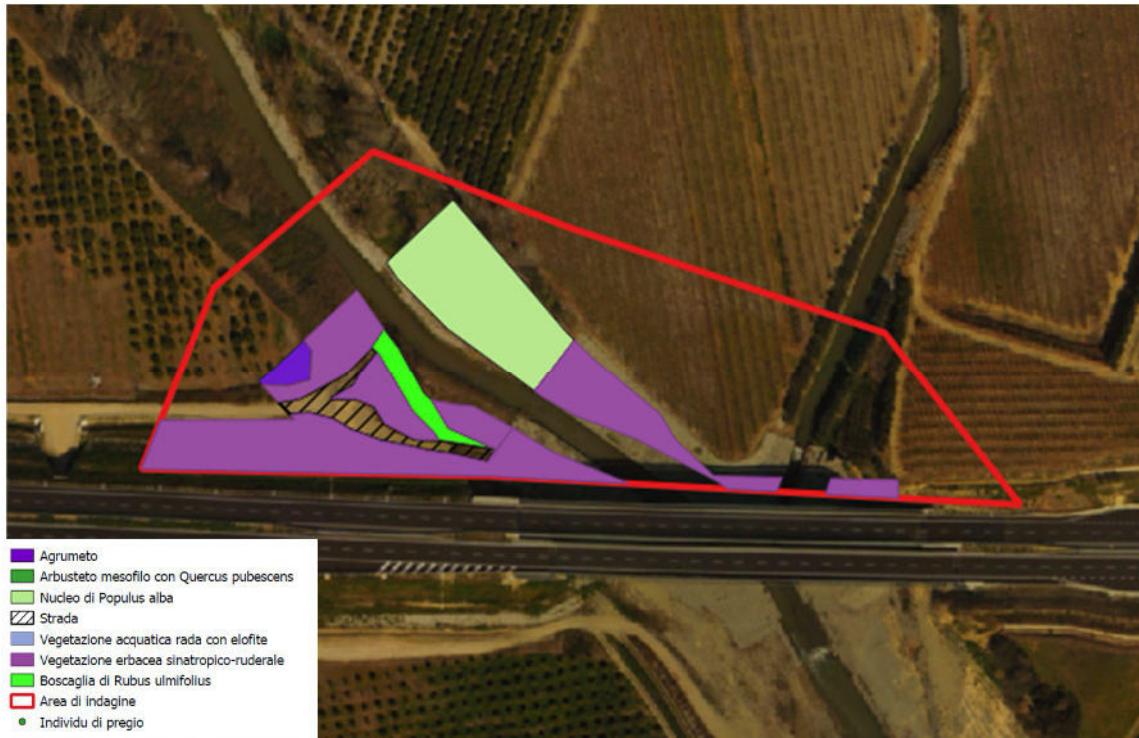 Agrumeto
Arbusteto mesofilo con Quercus pubescens
Nucleo di Populus alba
Strada
Vegetazione acquatica rada con elofite
Vegetazione erbacea sinatropico-ruderale
Boscaglia di Rubus ulmifolius
Area di indagine
Individu di pregio